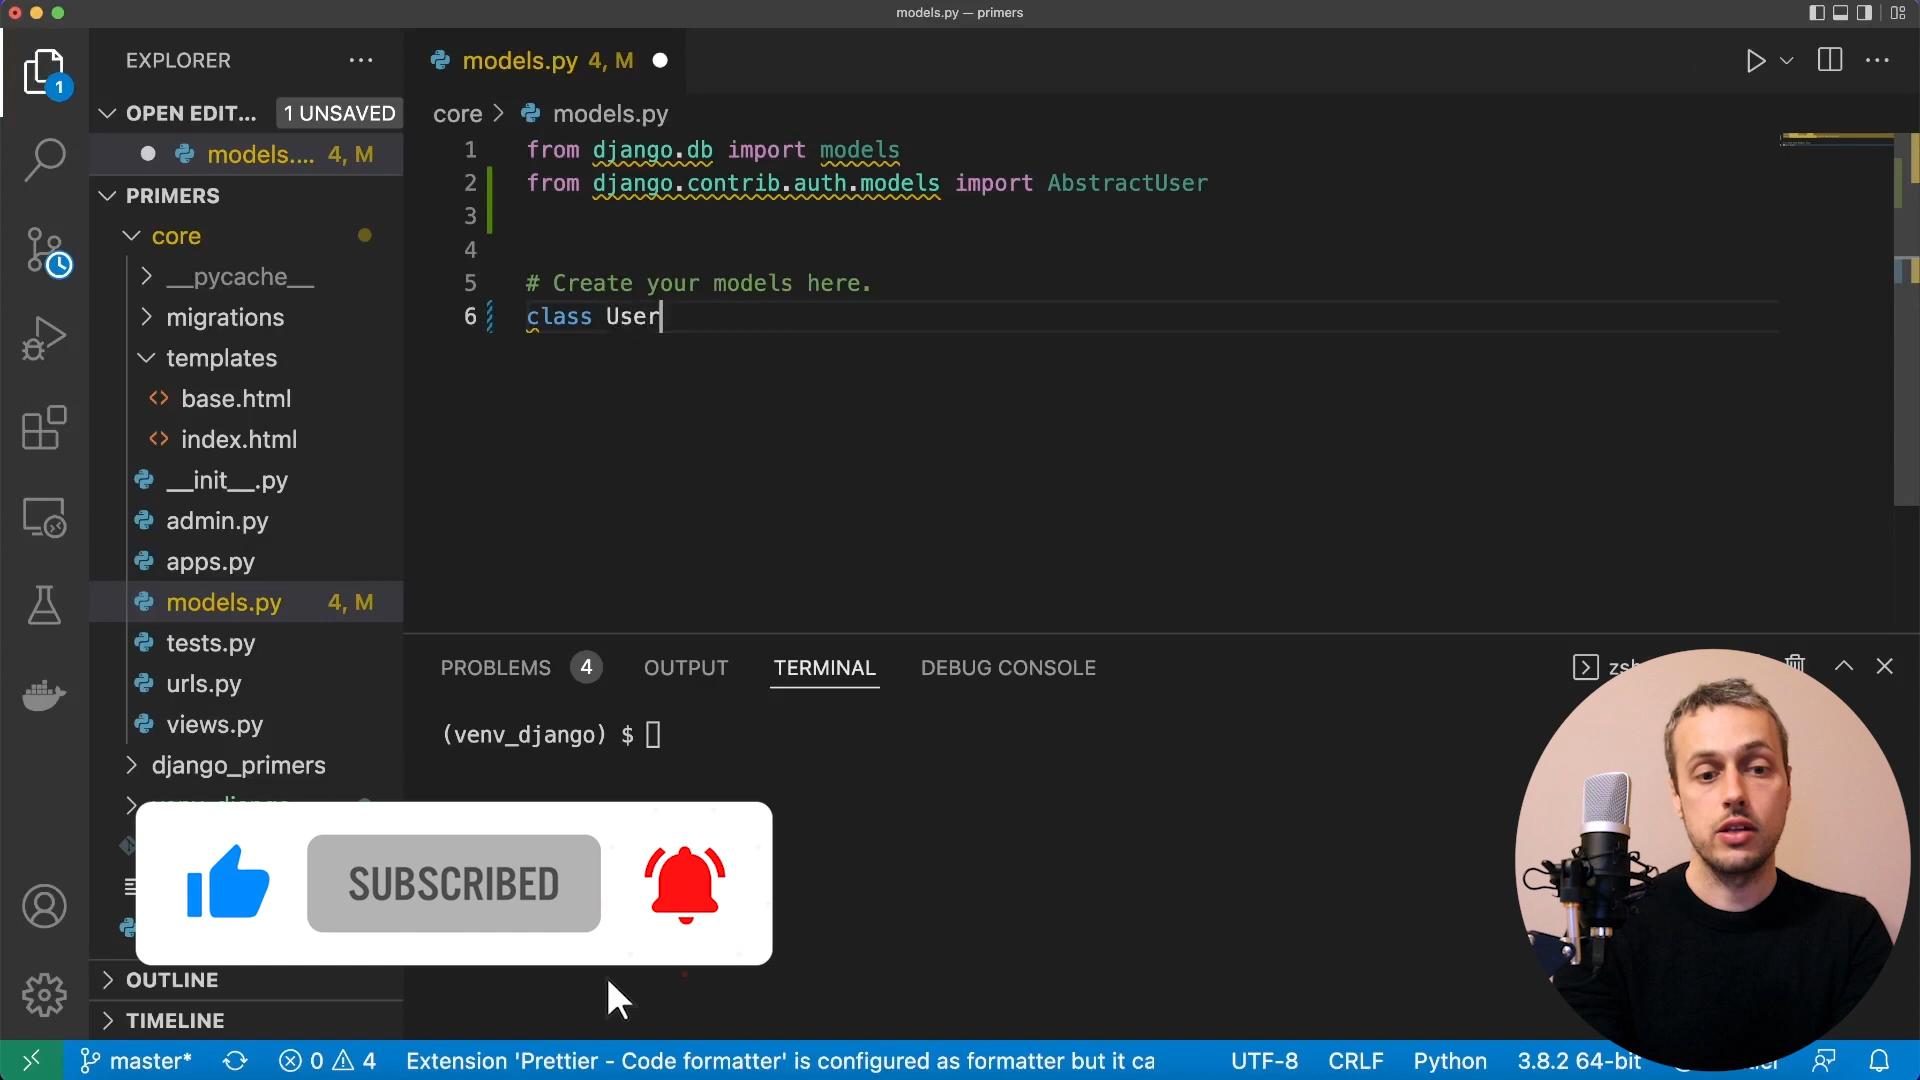 models.py — primers
EXPLORER
OPEN EDIT... 1 UNSAVED
models.... 4, M
PRIMERS
core
__pycache__
migrations
templates
base.html
index.html
__init__.py
admin.py
apps.py
models.py 4, M
tests.py
urls.py
views.py
django_primers
OUTLINE
TIMELINE
1
models.py 4, M
core > models.py
1 from django.db import models
2 from django.contrib.auth.models import AbstractUser
3
4
5 # Create your models here.
6 class User
PROBLEMS 4 OUTPUT TERMINAL DEBUG CONSOLE
(venv_django) $
SUBSCRIBED
master* 0 4 Extension 'Prettier - Code formatter' is configured as formatter but it ca UTF-8 CRLF Python 3.8.2 64-bit